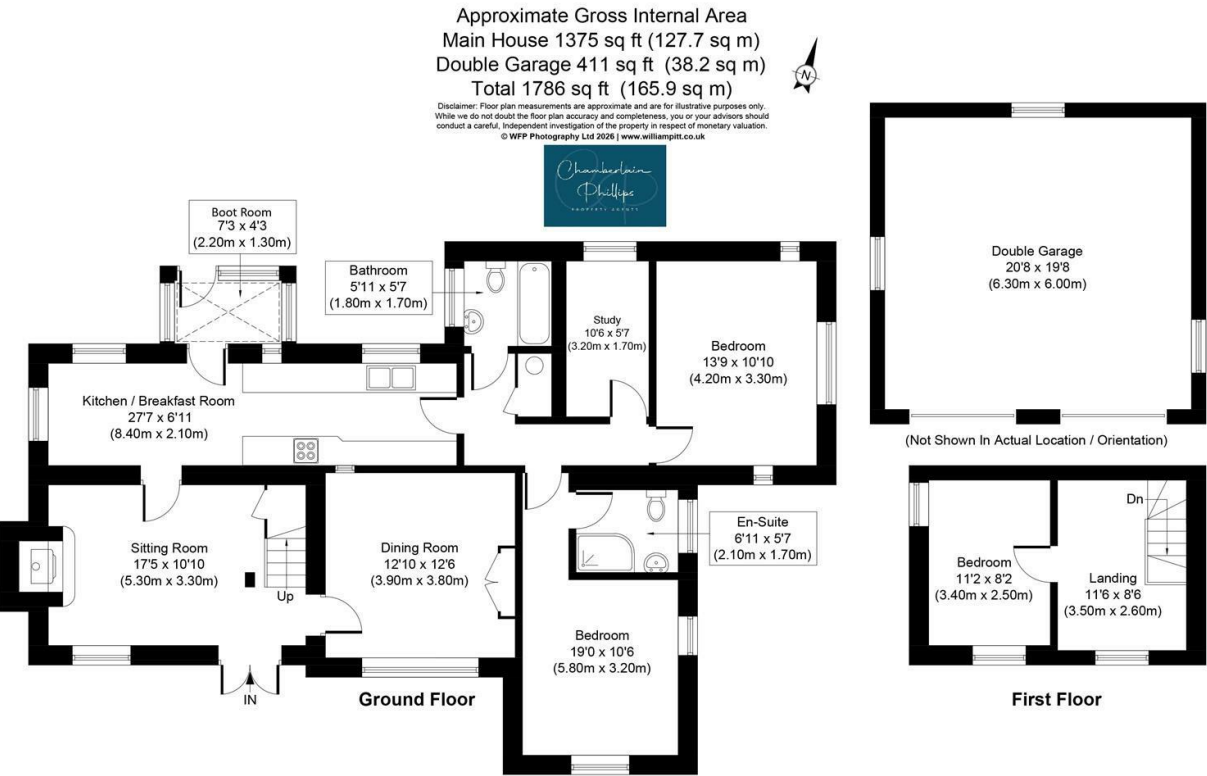 Approximate Gross Internal Area
Main House 1375 sq ft (127.7 sq m)
Double Garage 411 sq ft (38.2 sq m)
Total 1786 sq ft (165.9 sq m)
Disclaimer: Floor plan measurements are approximate and are for illustrative purposes only.
While we do not doubt the floor plan accuracy and completeness, you or your advisors should
conduct a careful, Independent investigation of the property in respect of monetary valuation.
© WFP Photography Ltd 2026 | www.williampitt.co.uk
N
Chamberlain
Phillips
PROPERTY AGENTS
Boot Room
7'3 x 4'3
(2.20m x 1.30m)
Bathroom
5'11 x 5'7
(1.80m x 1.70m)
Study
10'6 x 5'7
(3.20m x 1.70m)
Bedroom
13'9 x 10'10
(4.20m x 3.30m)
Kitchen / Breakfast Room
27'7 x 6'11
(8.40m x 2.10m)
Sitting Room
17'5 x 10'10
(5.30m x 3.30m)
Up
Dining Room
12'10 x 12'6
(3.90m x 3.80m)
En-Suite
6'11 x 5'7
(2.10m x 1.70m)
Bedroom
19'0 x 10'6
(5.80m x 3.20m)
IN
Ground Floor
Double Garage
20'8 x 19'8
(6.30m x 6.00m)
(Not Shown In Actual Location / Orientation)
Dn
Bedroom
11'2 x 8'2
(3.40m x 2.50m)
Landing
11'6 x 8'6
(3.50m x 2.60m)
First Floor